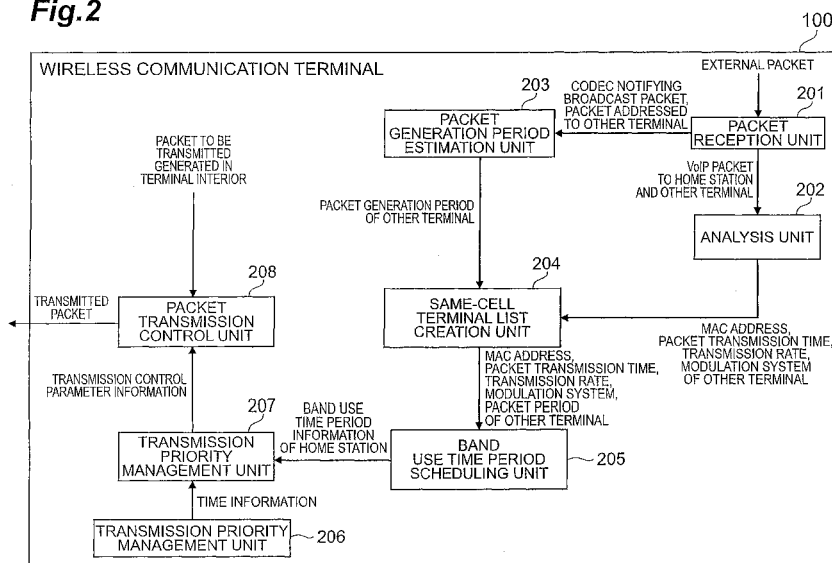 Fig.2
100
WIRELESS COMMUNICATION TERMINAL
EXTERNAL PACKET
201
PACKET
RECEPTION UNIT
CODEC NOTIFYING
BROADCAST PACKET,
PACKET ADDRESSED
TO OTHER TERMINAL
203
PACKET
GENERATION PERIOD
ESTIMATION UNIT
PACKET TO BE
TRANSMITTED
GENERATED IN
TERMINAL INTERIOR
VoIP PACKET
TO HOME STATION
AND OTHER TERMINAL
202
ANALYSIS UNIT
PACKET GENERATION PERIOD
OF OTHER TERMINAL
204
SAME-CELL
TERMINAL LIST
CREATION UNIT
208
PACKET
TRANSMISSION
CONTROL UNIT
TRANSMITTED
PACKET
MAC ADDRESS,
PACKET TRANSMISSION TIME,
TRANSMISSION RATE,
MODULATION SYSTEM
OF OTHER TERMINAL
MAC ADDRESS,
PACKET TRANSMISSION TIME,
TRANSMISSION RATE,
MODULATION SYSTEM,
PACKET PERIOD
OF OTHER TERMINAL
TRANSMISSION CONTROL
PARAMETER INFORMATION
207
TRANSMISSION
PRIORITY
MANAGEMENT UNIT
BAND USE
TIME PERIOD
INFORMATION
OF HOME STATION
BAND
USE TIME PERIOD
SCHEDULING UNIT
205
TIME INFORMATION
TRANSMISSION PRIORITY
MANAGEMENT UNIT
206